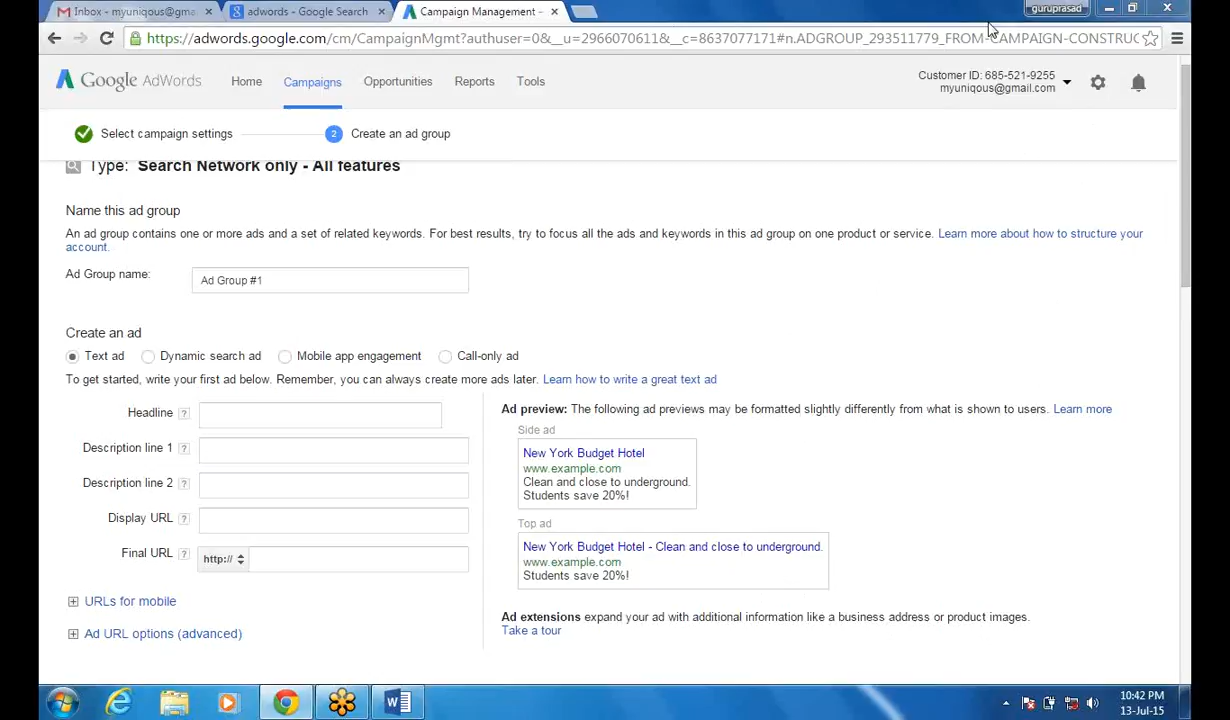 Inbox - myuniqous@gma
adwords - Google Search
Campaign Management -
guruprasad
https://adwords.google.com/cm/CampaignMgmt?authuser=0&__u=2966070611&__c=8637077171#n.ADGROUP_293511779_FROM-CAMPAIGN-CONSTRUC
Google AdWords
Home
Campaigns
Opportunities
Reports
Tools
Customer ID: 685-521-9255
myuniqous@gmail.com
Select campaign settings
2
Create an ad group
Type: Search Network only - All features
Name this ad group
An ad group contains one or more ads and a set of related keywords. For best results, try to focus all the ads and keywords in this ad group on one product or service. Learn more about how to structure your
account.
Ad Group name:
Ad Group #1
Create an ad
Text ad
Dynamic search ad
Mobile app engagement
Call-only ad
To get started, write your first ad below. Remember, you can always create more ads later. Learn how to write a great text ad
Headline ?
Description line 1 ?
Description line 2 ?
Display URL ?
Final URL ?
http://
URLs for mobile
Ad URL options (advanced)
Ad preview: The following ad previews may be formatted slightly differently from what is shown to users. Learn more
Side ad
New York Budget Hotel
www.example.com
Clean and close to underground.
Students save 20%!
Top ad
New York Budget Hotel - Clean and close to underground.
www.example.com
Students save 20%!
Ad extensions expand your ad with additional information like a business address or product images.
Take a tour
10:42 PM
13-Jul-15